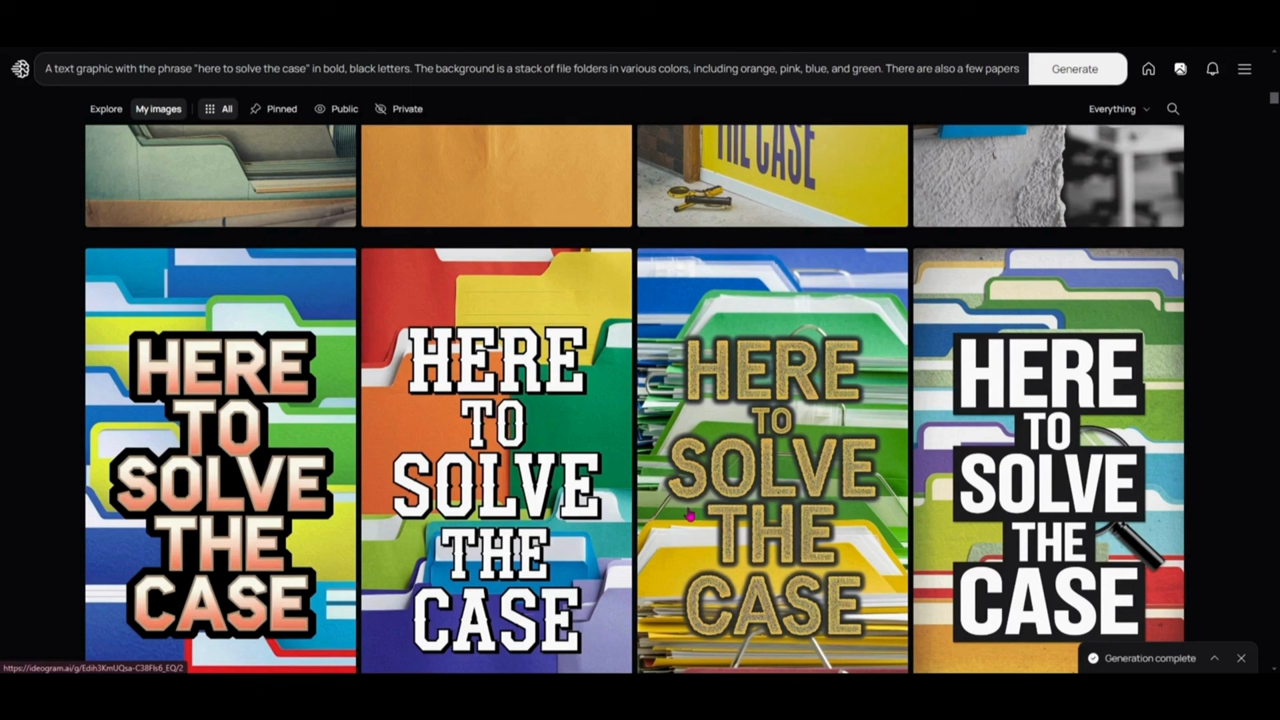 A text graphic with the phrase "here to solve the case" in bold, black letters. The background is a stack of file folders in various colors, including orange, pink, blue, and green. There are also a few papers
Generate
Explore
My images
All
Pinned
Public
Private
Everything
THE CASE
HERE
TO
SOLVE
THE
CASE
HERE
TO
SOLVE
THE
CASE
HERE
TO
SOLVE
THE
CASE
HERE
TO
SOLVE
THE
CASE
Generation complete
https://ideogram.ai/g/Edih3KmUQsa-C38Fls6_EQ/2